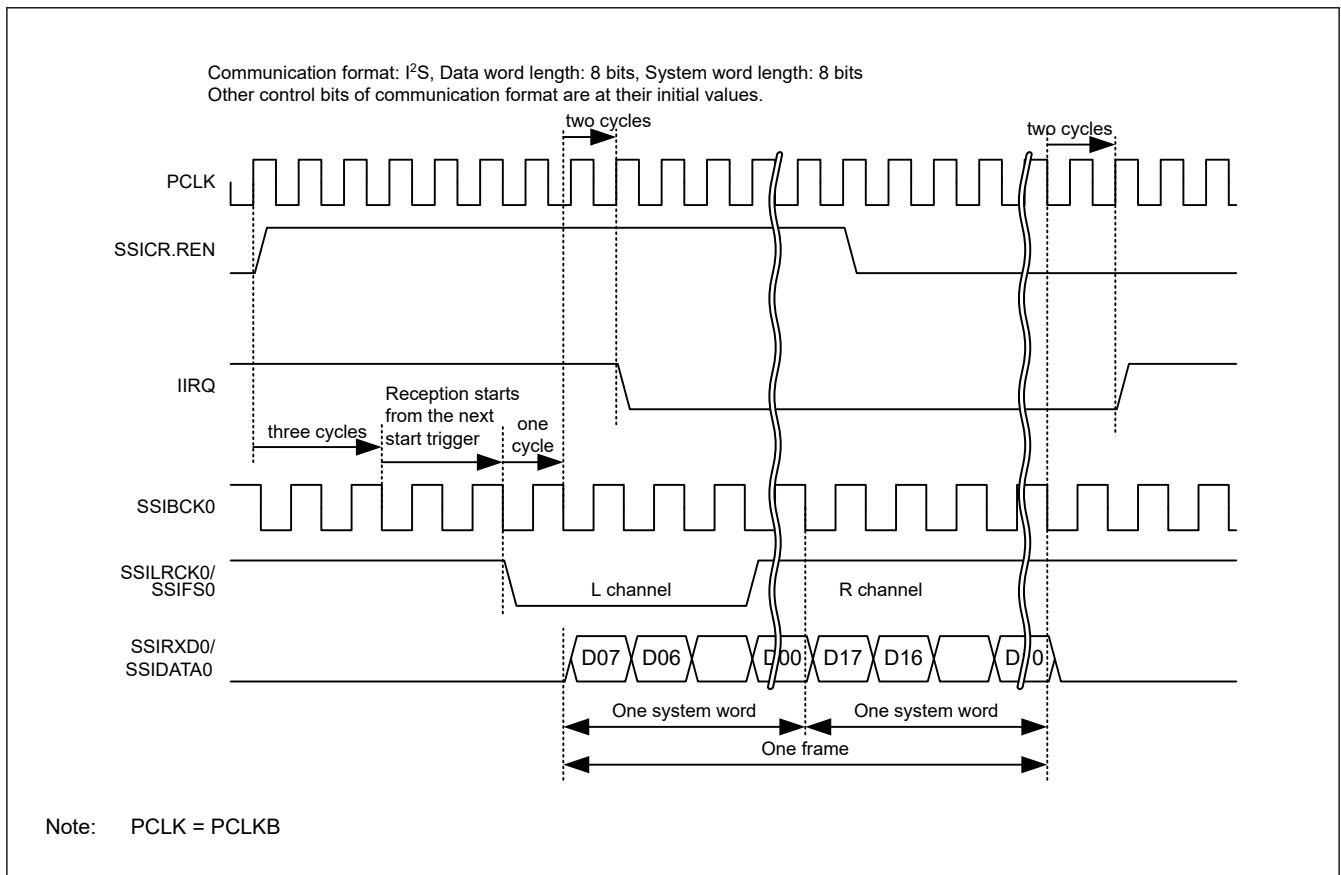 Communication format: I²S, Data word length: 8 bits, System word length: 8 bits
Other control bits of communication format are at their initial values.
two cycles
two cycles
PCLK
SSICR.REN
IIRQ
Reception starts
from the next
start trigger
one
cycle
three cycles
SSIBCK0
SSILRCK0/
SSIFS0
L channel
R channel
SSIRXD0/
SSIDATA0
D07
D06
D00
D17
D16
One system word
One system word
One frame
Note: PCLK = PCLKB